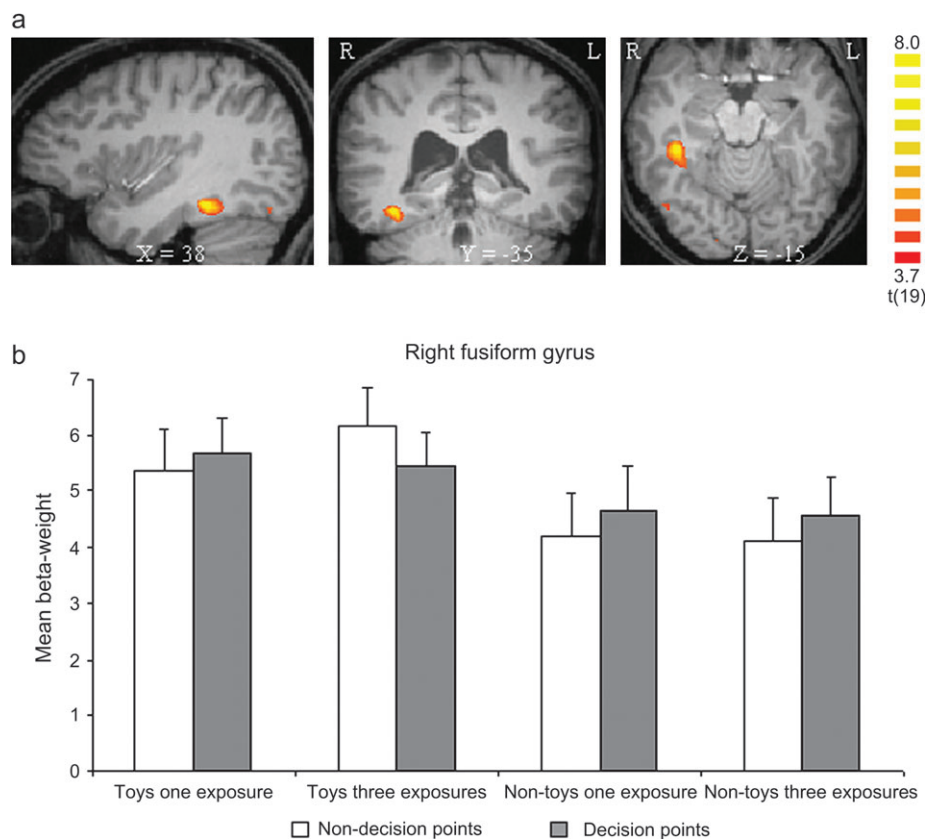 a
R L R L 8.0
X = 38 Y = -35 Z = -15 3.7
t(19)
b Right fusiform gyrus
7
6
5
4
3
2
1
0
Mean beta-weight
Toys one exposure Toys three exposures Non-toys one exposure Non-toys three exposures
Non-decision points Decision points